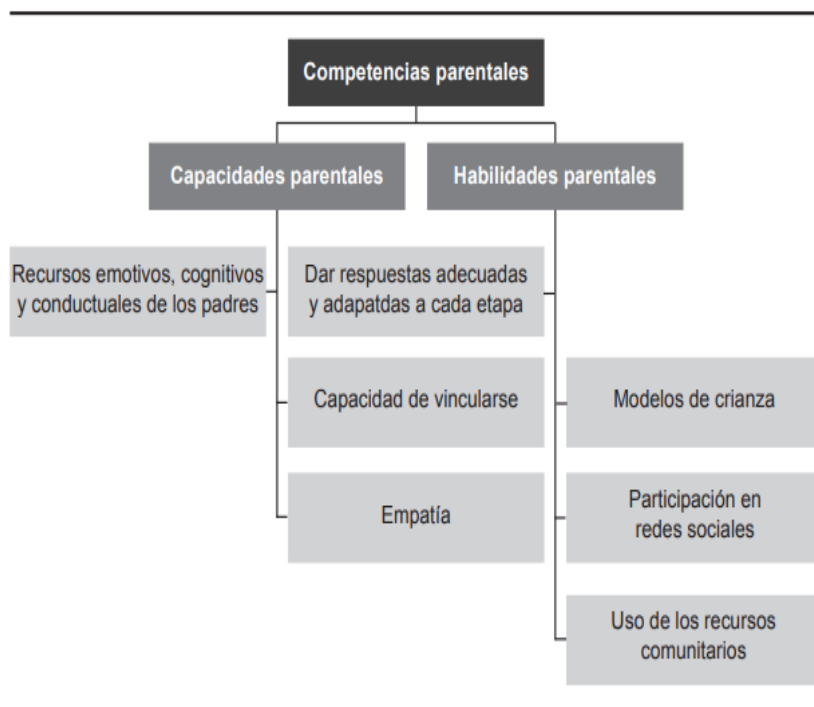 Competencias parentales
Capacidades parentales
Habilidades parentales
Recursos emotivos, cognitivos
y conductuales de los padres
Dar respuestas adecuadas
y adapatdas a cada etapa
Capacidad de vincularse
Modelos de crianza
Empatía
Participación en
redes sociales
Uso de los recursos
comunitarios